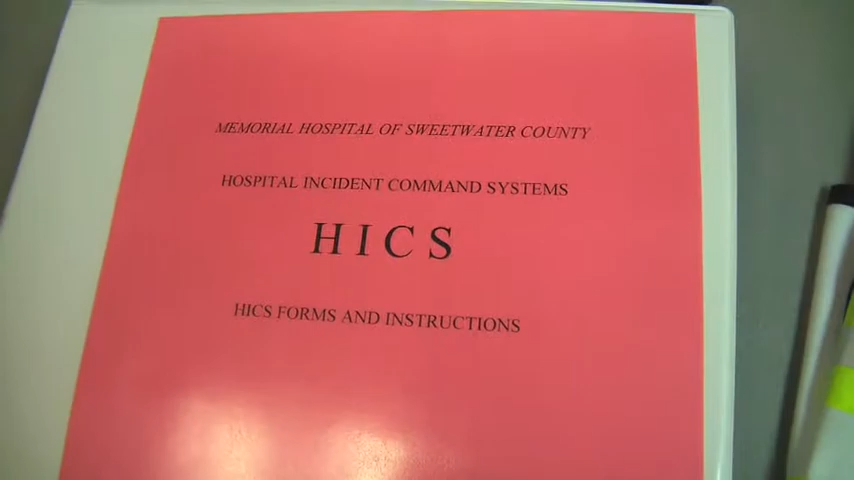 MEMORIAL HOSPITAL OF SWEETWATER COUNTY
HOSPITAL INCIDENT COMMAND SYSTEMS
HICS
HICS FORMS AND INSTRUCTIONS